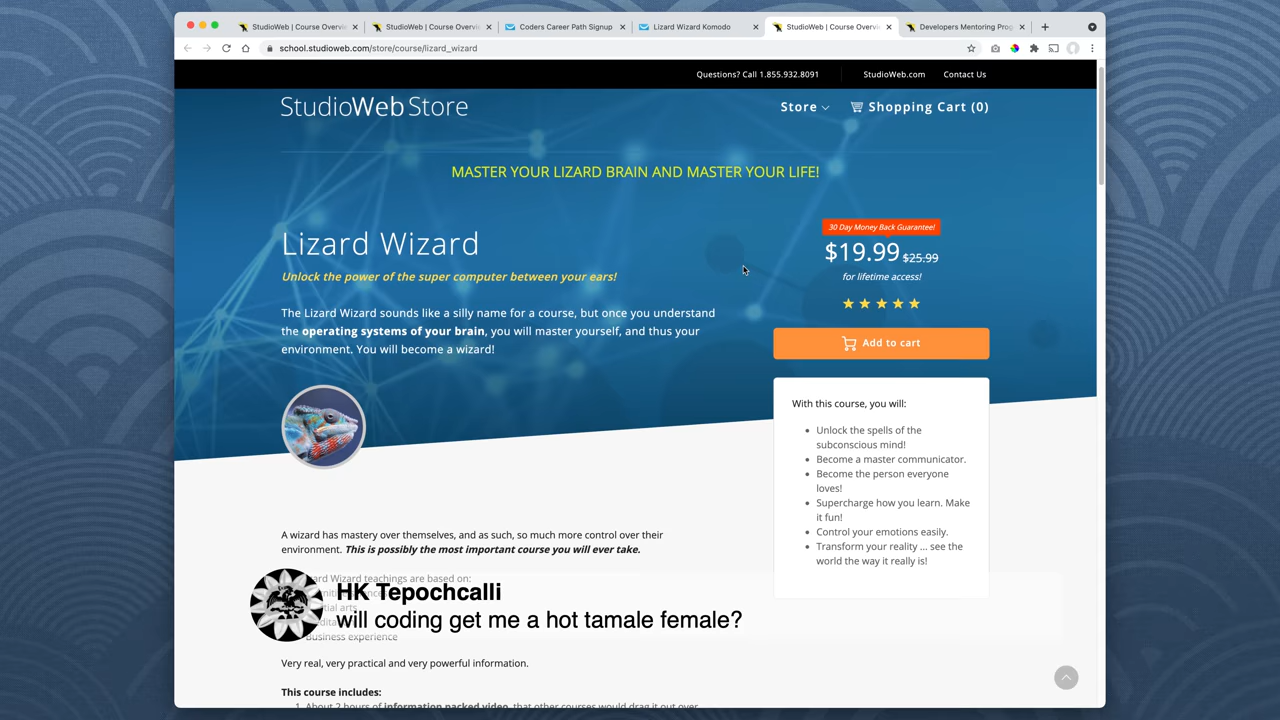 StudioWeb | Course Overvie
StudioWeb | Course Overvie
Coders Career Path Signup
Lizard Wizard Komodo
StudioWeb | Course Overvie
Developers Mentoring Prog
school.studioweb.com/store/course/lizard_wizard
Questions? Call 1.855.932.8091
StudioWeb.com
Contact Us
StudioWeb Store
Store
Shopping Cart (0)
MASTER YOUR LIZARD BRAIN AND MASTER YOUR LIFE!
Lizard Wizard
Unlock the power of the super computer between your ears!
The Lizard Wizard sounds like a silly name for a course, but once you understand
the operating systems of your brain, you will master yourself, and thus your
environment. You will become a wizard!
30 Day Money Back Guarantee!
$19.99 $25.99
for lifetime access!
Add to cart
With this course, you will:
Unlock the spells of the
subconscious mind!
Become a master communicator.
Become the person everyone
loves!
Supercharge how you learn. Make
it fun!
Control your emotions easily.
Transform your reality ... see the
world the way it really is!
A wizard has mastery over themselves, and as such, so much more control over their
environment. This is possibly the most important course you will ever take.
Wizard teachings are based on:
HK Tepochcalli
will coding get me a hot tamale female?
Business experience
Very real, very practical and very powerful information.
This course includes:
1. About 2 hours of information packed video, that other courses would drag it out over